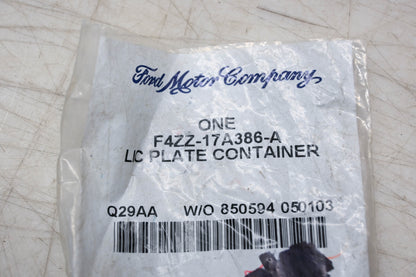 Ford Motor Company
ONE
F4ZZ-17A386-A
LIC PLATE CONTAINER
Q29AA W/O 850594 050103